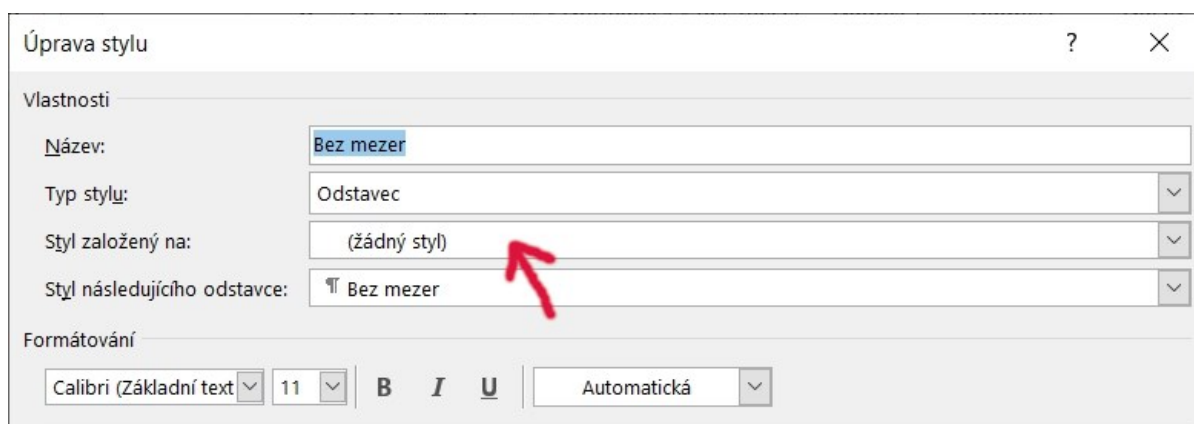 Úprava stylu ?
Vlastnosti
Název: Bez mezer
Typ stylu: Odstavec
Styl založený na: (žádný styl)
Styl následujícího odstavce: ¶ Bez mezer
Formátování
Calibri (Základní text 11 B I U Automatická